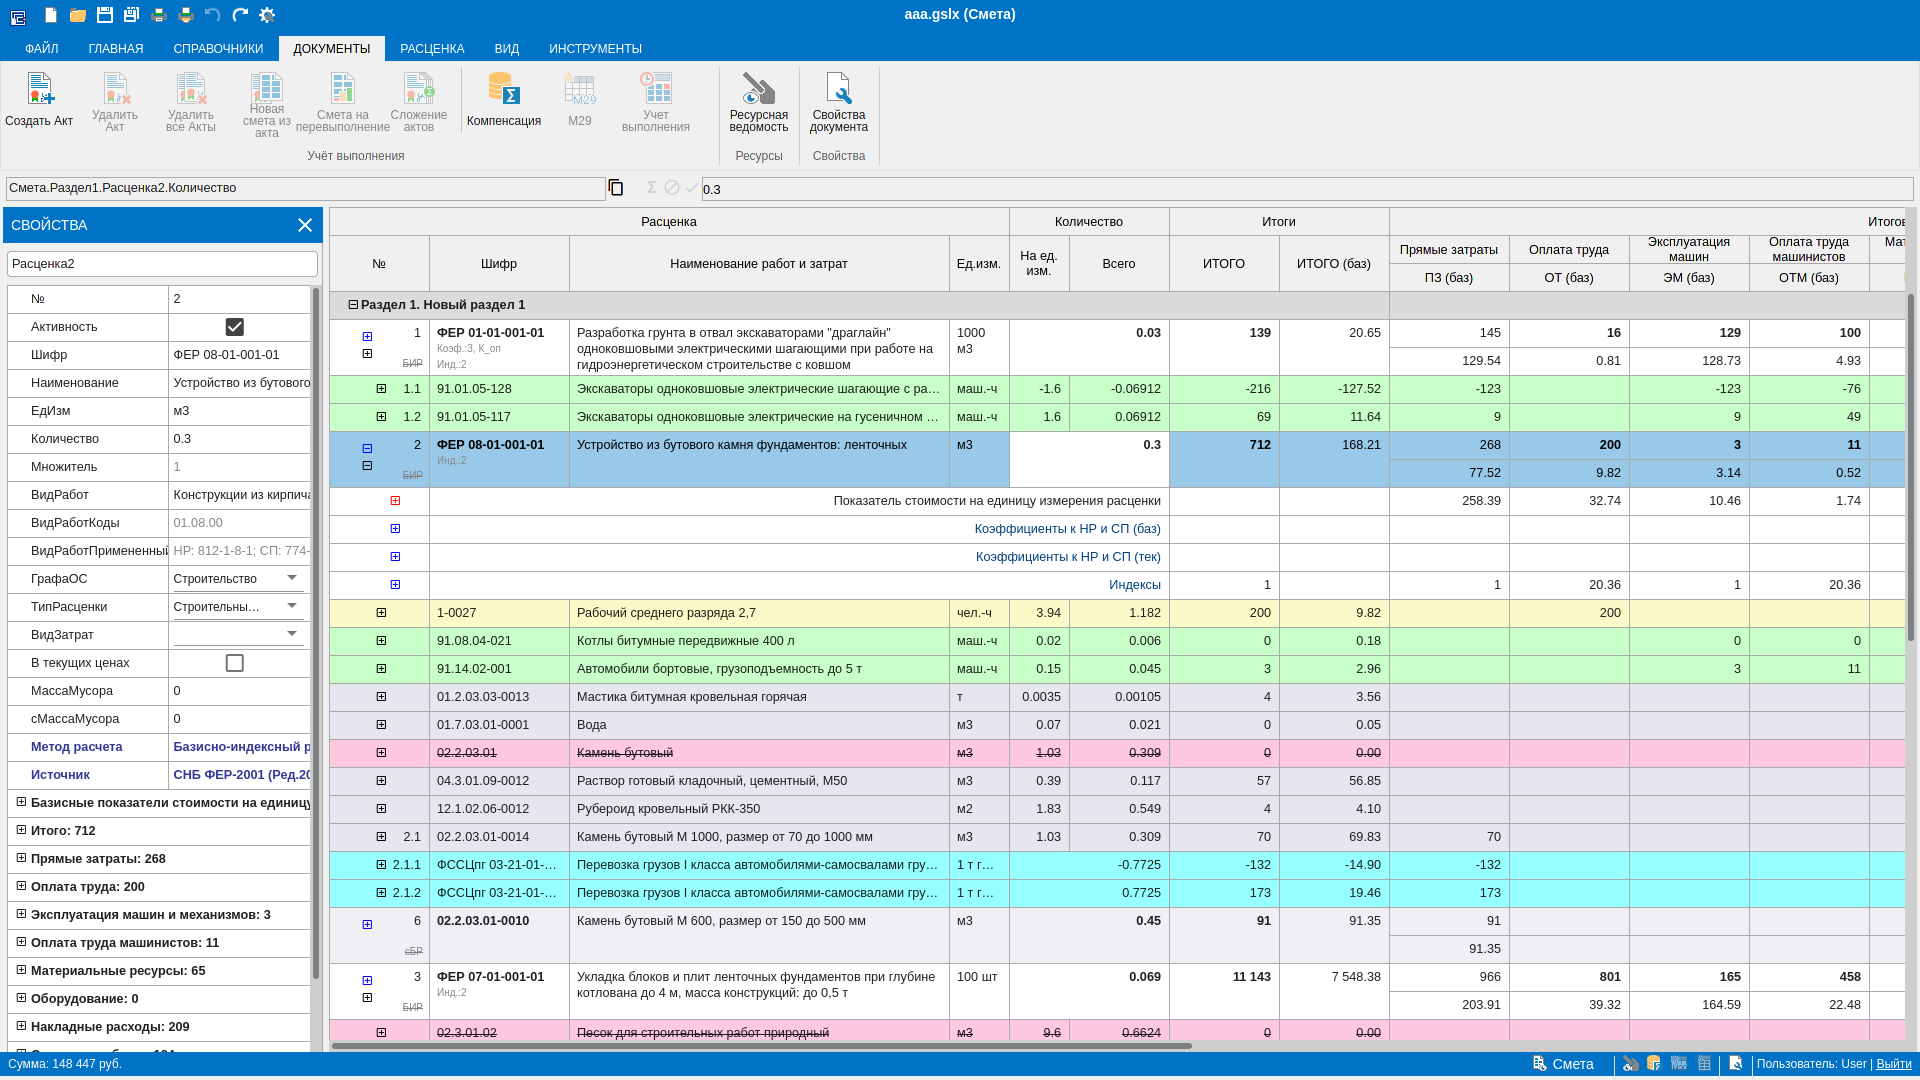 aaa.gslx (Смета)
ФАЙЛ ГЛАВНАЯ СПРАВОЧНИКИ ДОКУМЕНТЫ РАСЦЕНКА ВИД ИНСТРУМЕНТЫ
Создать Акт
Удалить Акт
Удалить все Акты
Новая смета из акта
Смета на перевыполнение
Сложение актов
Компенсация
М29
Учет выполнения
Ресурсная ведомость
Свойства документа
Учёт выполнения Ресурсы Свойства
Смета.Раздел1.Расценка2.Количество 0.3
СВОЙСТВА
Расценка2
№ 2
Активность
Шифр ФЕР 08-01-001-01
Наименование Устройство из бутового
ЕдИзм м3
Количество 0.3
Множитель 1
ВидРабот Конструкции из кирпича
ВидРаботКоды 01.08.00
ВидРаботПримененный НР: 812-1-8-1; СП: 774-
ГрафаОС Строительство
ТипРасценки Строительны...
ВидЗатрат
В текущих ценах
МассаМусора 0
сМассаМусора 0
Метод расчета Базисно-индексный р
Источник СНБ ФЕР-2001 (Ред.20
Базисные показатели стоимости на единицу
Итого: 712
Прямые затраты: 268
Оплата труда: 200
Эксплуатация машин и механизмов: 3
Оплата труда машинистов: 11
Материальные ресурсы: 65
Оборудование: 0
Накладные расходы: 209
Расценка Количество Итоги Итогов
№ Шифр Наименование работ и затрат Ед.изм. На ед. изм. Всего ИТОГО ИТОГО (баз) Прямые затраты Оплата труда Эксплуатация машин Оплата труда машинистов Мат
ПЗ (баз) ОТ (баз) ЭМ (баз) ОТМ (баз)
Раздел 1. Новый раздел 1
1 ФЕР 01-01-001-01 Разработка грунта в отвал экскаваторами "драглайн" 1000 0.03 139 20.65 145 16 129 100
Коэф.:3, К_оп одноковшовыми электрическими шагающими при работе на м3
БИР Инд.:2 гидроэнергетическом строительстве с ковшом 129.54 0.81 128.73 4.93
1.1 91.01.05-128 Экскаваторы одноковшовые электрические шагающие с ра... маш.-ч -1.6 -0.06912 -216 -127.52 -123 -123 -76
1.2 91.01.05-117 Экскаваторы одноковшовые электрические на гусеничном ... маш.-ч 1.6 0.06912 69 11.64 9 9 49
2 ФЕР 08-01-001-01 Устройство из бутового камня фундаментов: ленточных м3 0.3 712 168.21 268 200 3 11
Инд.:2
БИР 77.52 9.82 3.14 0.52
Показатель стоимости на единицу измерения расценки 258.39 32.74 10.46 1.74
Коэффициенты к НР и СП (баз)
Коэффициенты к НР и СП (тек)
Индексы 1 1 20.36 1 20.36
1-0027 Рабочий среднего разряда 2,7 чел.-ч 3.94 1.182 200 9.82 200
91.08.04-021 Котлы битумные передвижные 400 л маш.-ч 0.02 0.006 0 0.18 0 0
91.14.02-001 Автомобили бортовые, грузоподъемность до 5 т маш.-ч 0.15 0.045 3 2.96 3 11
01.2.03.03-0013 Мастика битумная кровельная горячая т 0.0035 0.00105 4 3.56
01.7.03.01-0001 Вода м3 0.07 0.021 0 0.05
02.2.03.01 Камень бутовый м3 1.03 0.309 0 0.00
04.3.01.09-0012 Раствор готовый кладочный, цементный, М50 м3 0.39 0.117 57 56.85
12.1.02.06-0012 Рубероид кровельный РКК-350 м2 1.83 0.549 4 4.10
2.1 02.2.03.01-0014 Камень бутовый М 1000, размер от 70 до 1000 мм м3 1.03 0.309 70 69.83 70
2.1.1 ФССЦпг 03-21-01-... Перевозка грузов I класса автомобилями-самосвалами гру... 1 т г... -0.7725 -132 -14.90 -132
2.1.2 ФССЦпг 03-21-01-... Перевозка грузов I класса автомобилями-самосвалами гру... 1 т г... 0.7725 173 19.46 173
6 02.2.03.01-0010 Камень бутовый М 600, размер от 150 до 500 мм м3 0.45 91 91.35 91
сБР 91.35
3 ФЕР 07-01-001-01 Укладка блоков и плит ленточных фундаментов при глубине 100 шт 0.069 11 143 7 548.38 966 801 165 458
Инд.:2 котлована до 4 м, масса конструкций: до 0,5 т
БИР 203.91 39.32 164.59 22.48
02.3.01.02 Песок для строительных работ природный м3 9.6 0.6624 0 0.00
Сумма: 148 447 руб. Смета Пользователь: User | Выйти